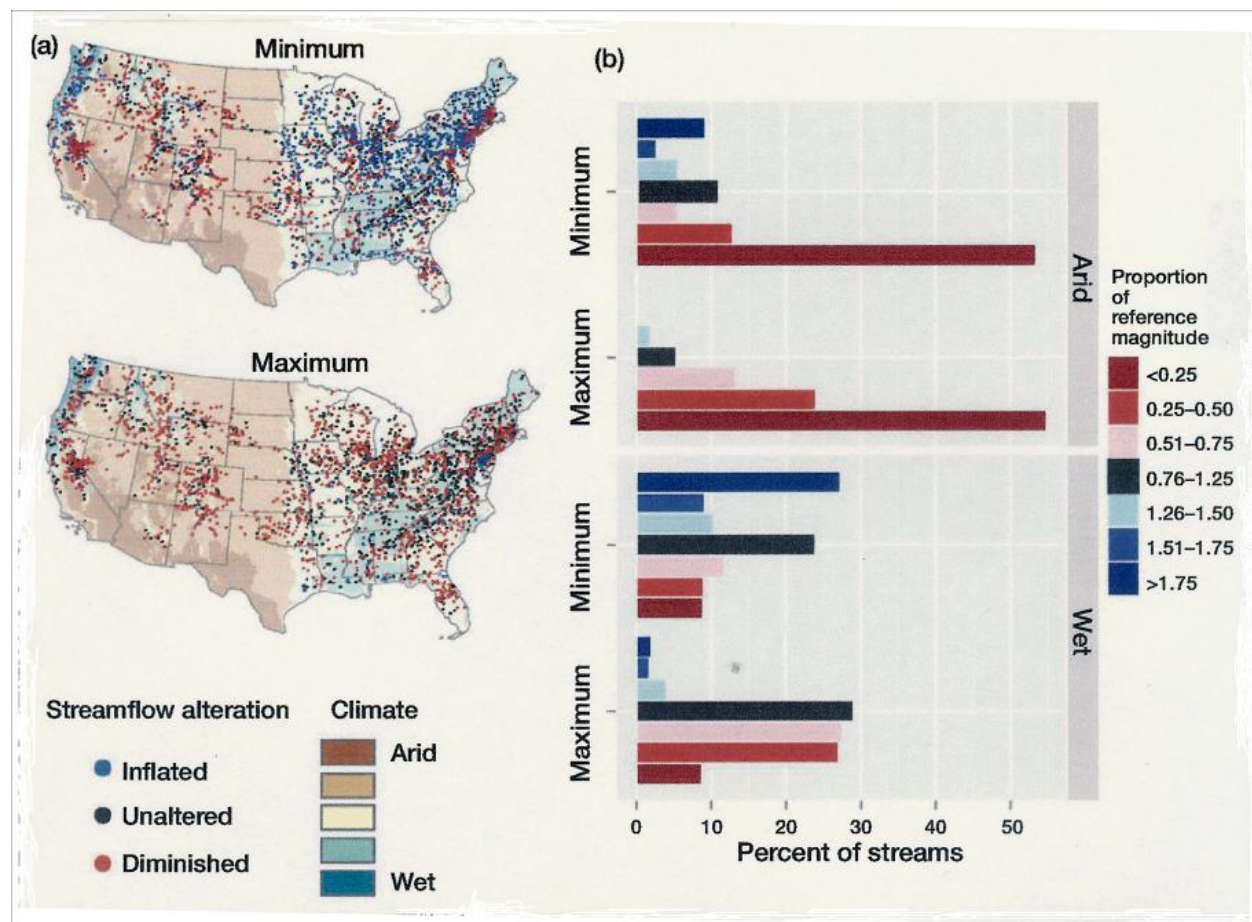 (a)
Minimum
Maximum
Streamflow alteration
Inflated
Unaltered
Diminished
Climate
Arid
Wet
(b)
Minimum
Maximum
Arid
Minimum
Maximum
Wet
0 10 20 30 40 50
Percent of streams
Proportion
of
reference
magnitude
<0.25
0.25–0.50
0.51–0.75
0.76–1.25
1.26–1.50
1.51–1.75
>1.75